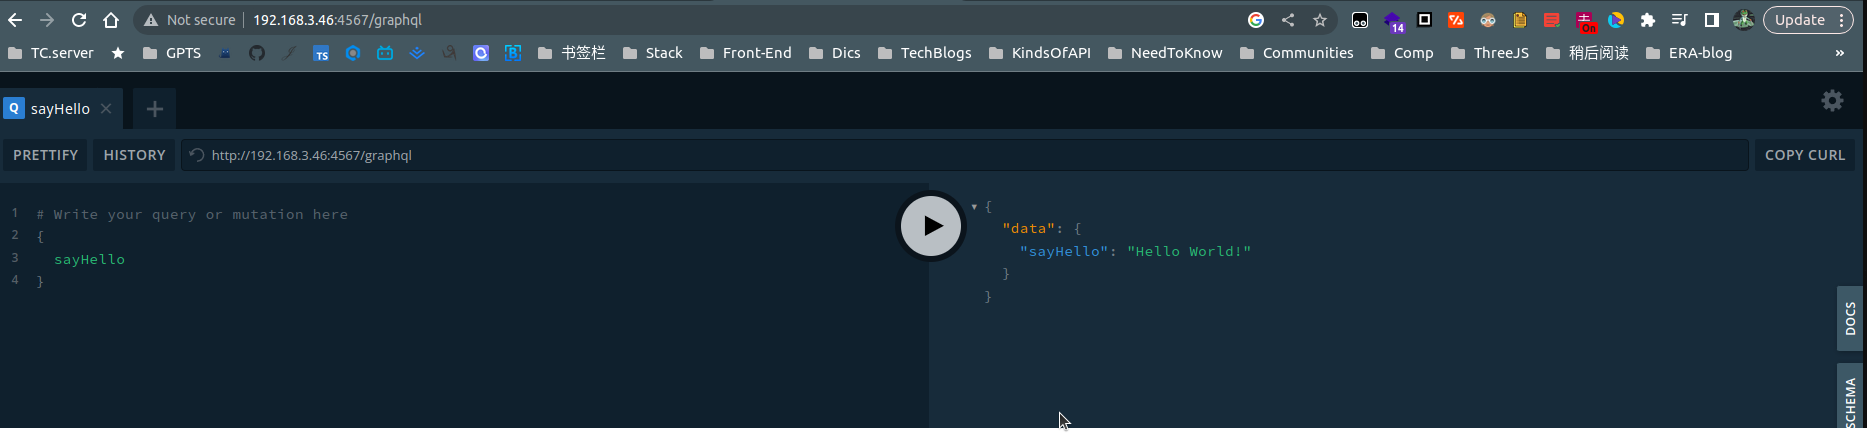 Not secure 192.168.3.46:4567/graphql Update
14 On
TC.server GPTS TS 书签栏 Stack Front-End Dics TechBlogs KindsOfAPI NeedToKnow Communities Comp ThreeJS 稍后阅读 ERA-blog »
Q sayHello
PRETTIFY HISTORY http://192.168.3.46:4567/graphql COPY CURL
1 # Write your query or mutation here
2 {
3 sayHello
4 }
{
"data": {
"sayHello": "Hello World!"
}
}
DOCS
SCHEMA